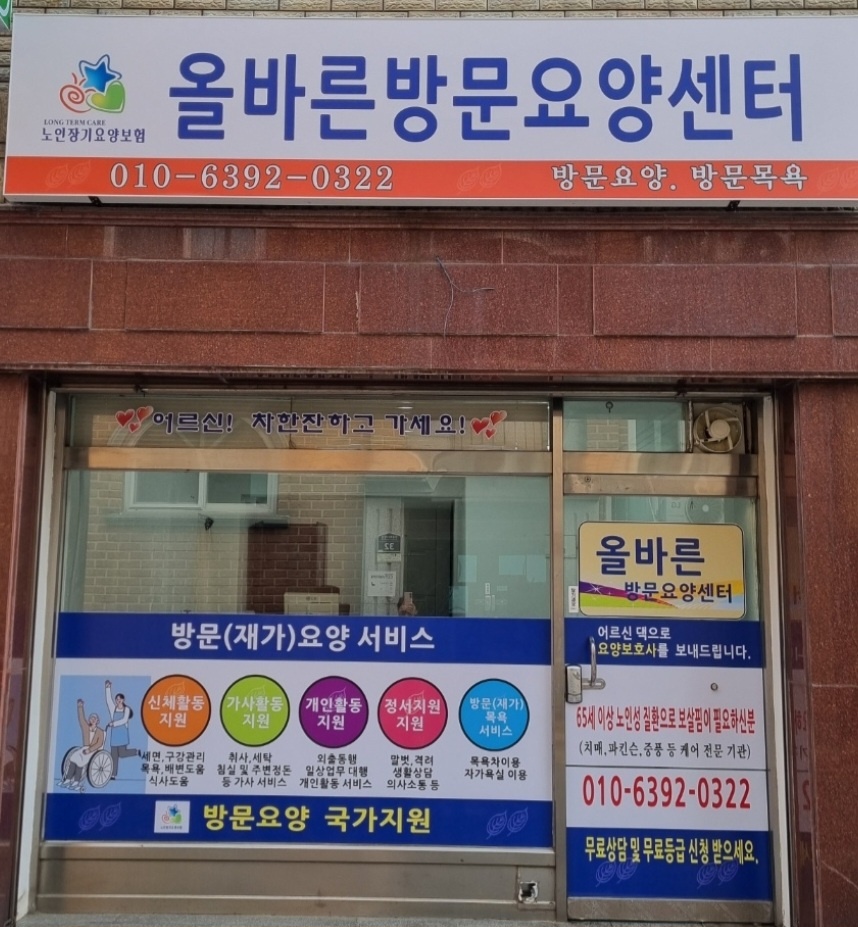 올바른방문요양센터
LONG TERM CARE
노인장기요양보험
010-6392-0322
방문요양. 방문목욕
어르신! 차한잔하고 가세요!
올바른
방문요양센터
방문(재가)요양 서비스
어르신 댁으로
요양보호사를 보내드립니다.
신체활동
지원
가사활동
지원
개인활동
지원
정서지원
지원
방문(재가)
목욕
서비스
세면,구강관리
목욕,배변도움
식사도움
취사,세탁
침실 및 주변정돈
등 가사 서비스
외출동행
일상업무 대행
개인활동 서비스
말벗,격려
생활상담
의사소통 등
목욕차이용
자가욕실 이용
방문요양 국가지원
65세 이상 노인성 질환으로 보살핌이 필요하신분
(치매,파킨슨,중풍 등 케어 전문 기관)
010-6392-0322
무료상담 및 무료등급 신청 받으세요.